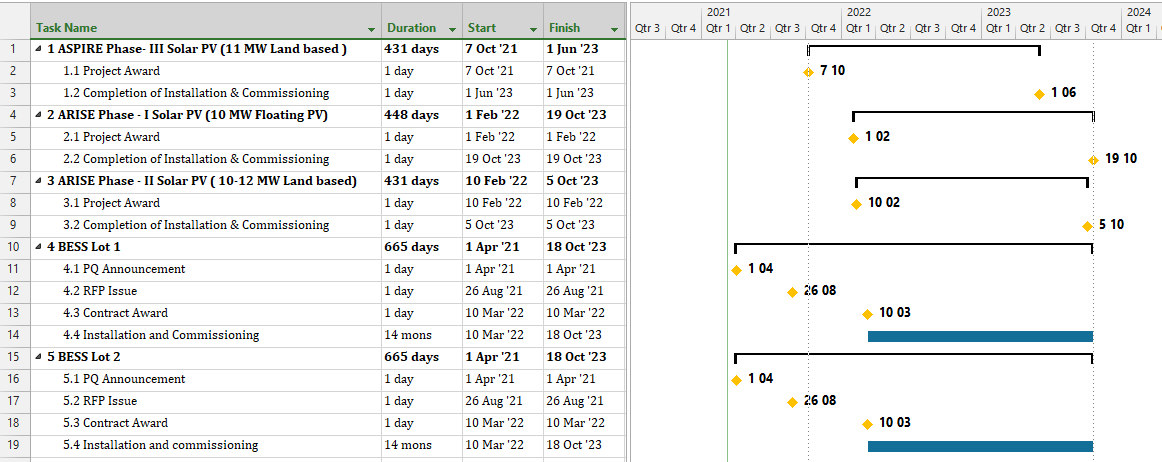 2021 2022 2023 2024
Task Name Duration Start Finish Qtr 3 Qtr 4 Qtr 1 Qtr 2 Qtr 3 Qtr 4 Qtr 1 Qtr 2 Qtr 3 Qtr 4 Qtr 1 Qtr 2 Qtr 3 Qtr 4 Qtr 1
1 1 ASPIRE Phase- III Solar PV (11 MW Land based ) 431 days 7 Oct '21 1 Jun '23
2 1.1 Project Award 1 day 7 Oct '21 7 Oct '21 7 10
3 1.2 Completion of Installation & Commissioning 1 day 1 Jun '23 1 Jun '23 1 06
4 2 ARISE Phase - I Solar PV (10 MW Floating PV) 448 days 1 Feb '22 19 Oct '23
5 2.1 Project Award 1 day 1 Feb '22 1 Feb '22 1 02
6 2.2 Completion of Installation & Commissioning 1 day 19 Oct '23 19 Oct '23 19 10
7 3 ARISE Phase - II Solar PV ( 10-12 MW Land based) 431 days 10 Feb '22 5 Oct '23
8 3.1 Project Award 1 day 10 Feb '22 10 Feb '22 10 02
9 3.2 Completion of Installation & Commissioning 1 day 5 Oct '23 5 Oct '23 5 10
10 4 BESS Lot 1 665 days 1 Apr '21 18 Oct '23
11 4.1 PQ Announcement 1 day 1 Apr '21 1 Apr '21 1 04
12 4.2 RFP Issue 1 day 26 Aug '21 26 Aug '21 26 08
13 4.3 Contract Award 1 day 10 Mar '22 10 Mar '22 10 03
14 4.4 Installation and Commissioning 14 mons 10 Mar '22 18 Oct '23
15 5 BESS Lot 2 665 days 1 Apr '21 18 Oct '23
16 5.1 PQ Announcement 1 day 1 Apr '21 1 Apr '21 1 04
17 5.2 RFP Issue 1 day 26 Aug '21 26 Aug '21 26 08
18 5.3 Contract Award 1 day 10 Mar '22 10 Mar '22 10 03
19 5.4 Installation and commissioning 14 mons 10 Mar '22 18 Oct '23